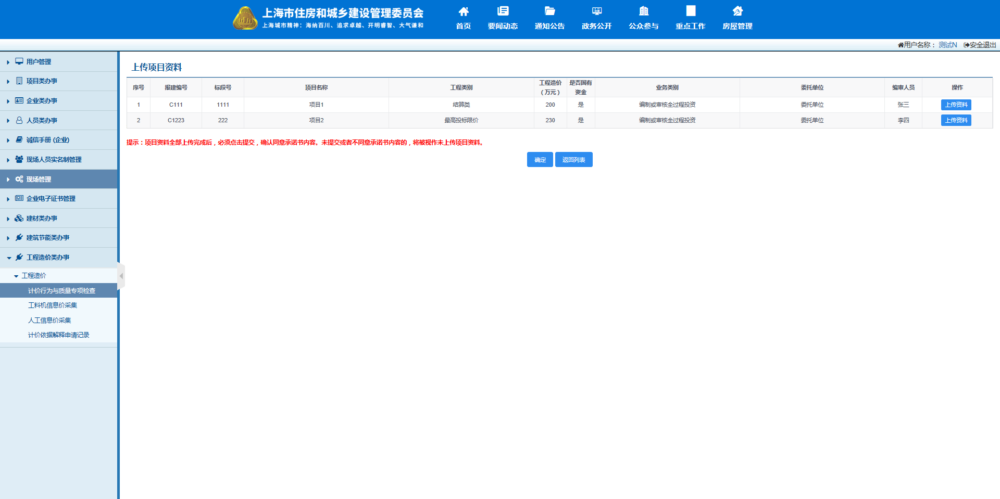 上海市住房和城乡建设管理委员会
上海城市精神：海纳百川、追求卓越、开明睿智、大气谦和
首页
要闻动态
通知公告
政务公开
公众参与
重点工作
房屋管理
用户名称： 测试N 安全退出
用户管理
项目类办事
企业类办事
人员类办事
诚信手册 (企业)
现场人员实名制管理
现场管理
企业电子证书管理
建材类办事
建筑节能类办事
工程造价类办事
工程造价
计价行为与质量专项检查
工料机信息价采集
人工信息价采集
计价依据解释申请记录
上传项目资料
序号 报建编号 标段号 项目名称 工程类别 工程造价（万元） 是否国有资金 业务类别 委托单位 编审人员 操作
1 C111 1111 项目1 结算类 200 是 编制或审核全过程投资 委托单位 张三 上传资料
2 C1223 222 项目2 最高投标限价 230 是 编制或审核全过程投资 委托单位 李四 上传资料
提示：项目资料全部上传完成后，必须点击提交，确认同意承诺书内容。未提交或者不同意承诺书内容的，将被视作未上传项目资料。
确定 返回列表